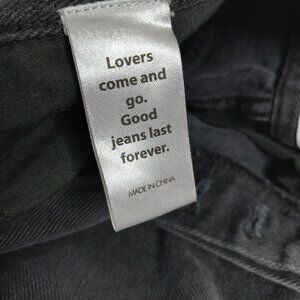 Lovers
come and
go.
Good
jeans last
forever.
MADE IN CHINA